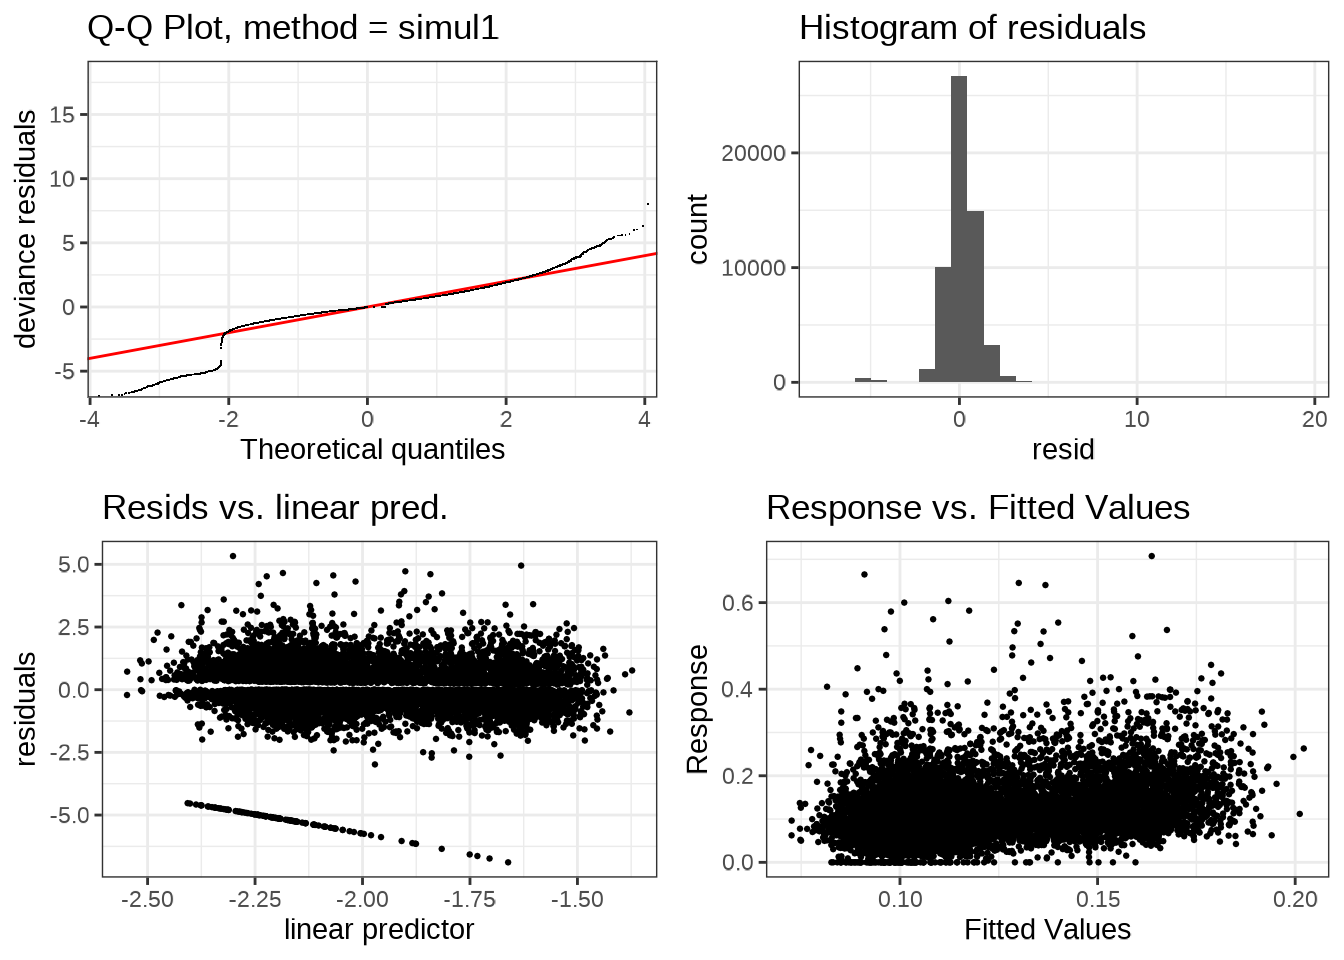 Q-Q Plot, method = simul1
deviance residuals
15
10
5
0
-5
-4 -2 0 2 4
Theoretical quantiles
Histogram of residuals
count
20000
10000
0
0 10 20
resid
Resids vs. linear pred.
residuals
5.0
2.5
0.0
-2.5
-5.0
-2.50 -2.25 -2.00 -1.75 -1.50
linear predictor
Response vs. Fitted Values
Response
0.6
0.4
0.2
0.0
0.10 0.15 0.20
Fitted Values